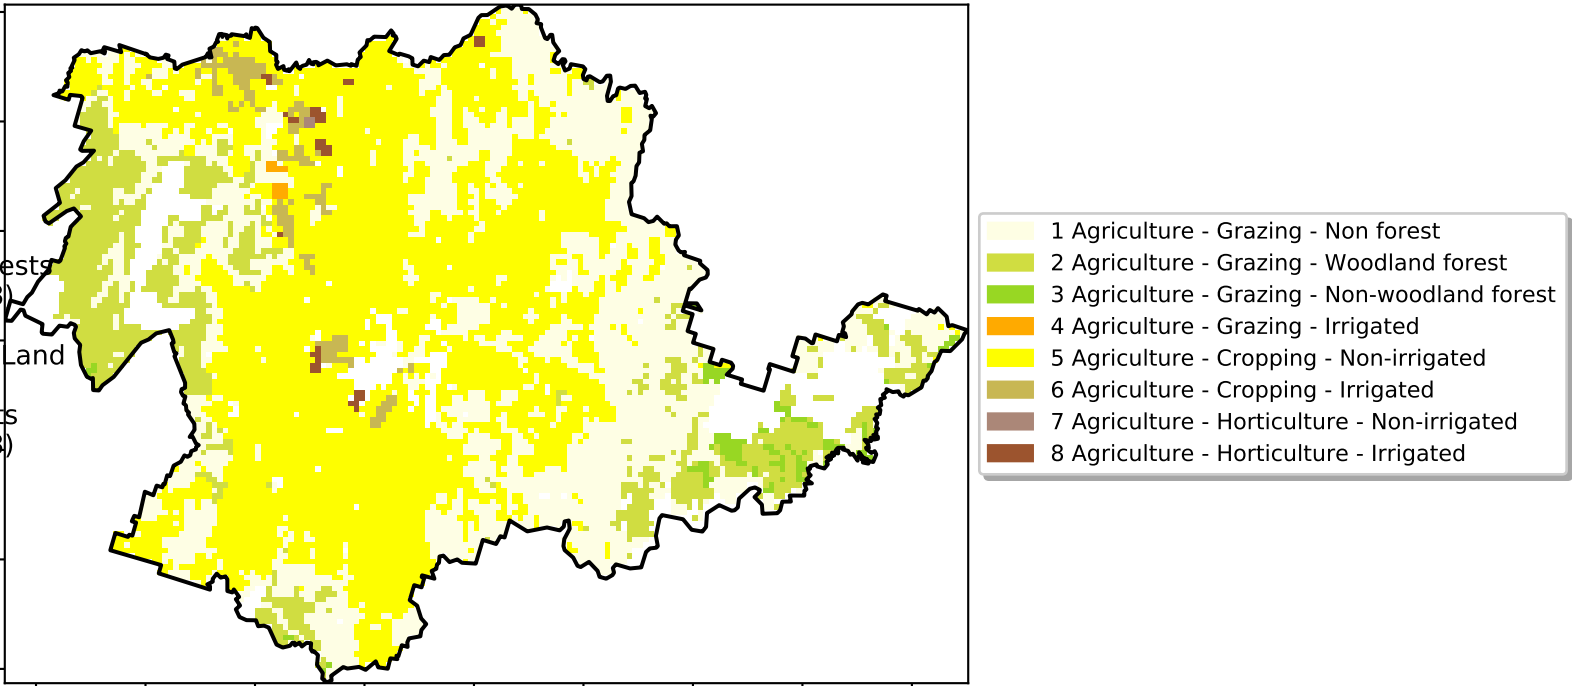 1 Agriculture - Grazing - Non forest
2 Agriculture - Grazing - Woodland forest
ests
3 Agriculture - Grazing - Non-woodland forest
4 Agriculture - Grazing - Irrigated
Land
5 Agriculture - Cropping - Non-irrigated
6 Agriculture - Cropping - Irrigated
s
7 Agriculture - Horticulture - Non-irrigated
)
8 Agriculture - Horticulture - Irrigated